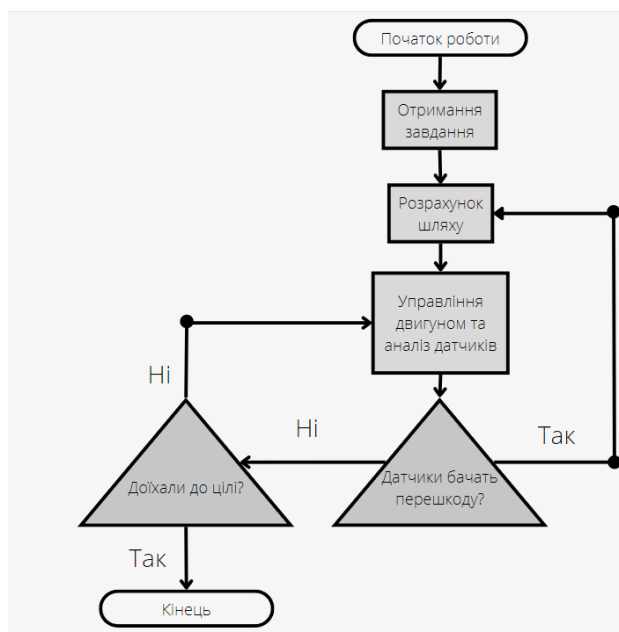 Початок роботи
Отримання
завдання
Розрахунок
шляху
Управління
двигуном та
аналіз датчиків
Ні
Ні
Так
Доїхали до цілі?
Датчики бачать
перешкоду?
Так
Кінець